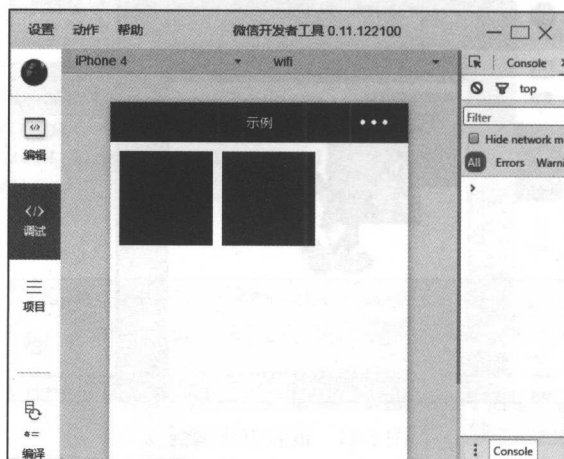 设置 动作 帮助 微信开发者工具 0.11.122100
iPhone 4 wifi
Console
top
Filter
Hide network m
All Errors Warni
示例
编辑
调试
项目
编译
Console